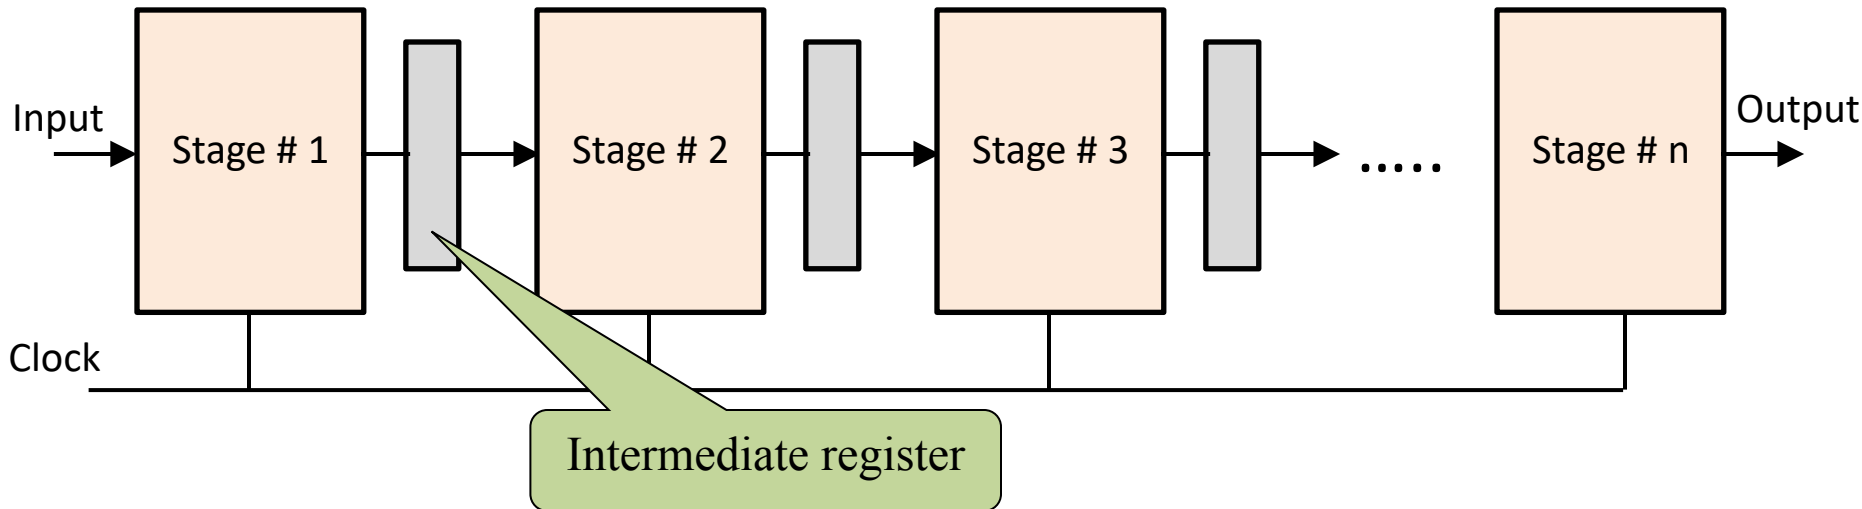 Input
Stage # 1
Stage # 2
Stage # 3
.....
Stage # n
Output
Clock
Intermediate register